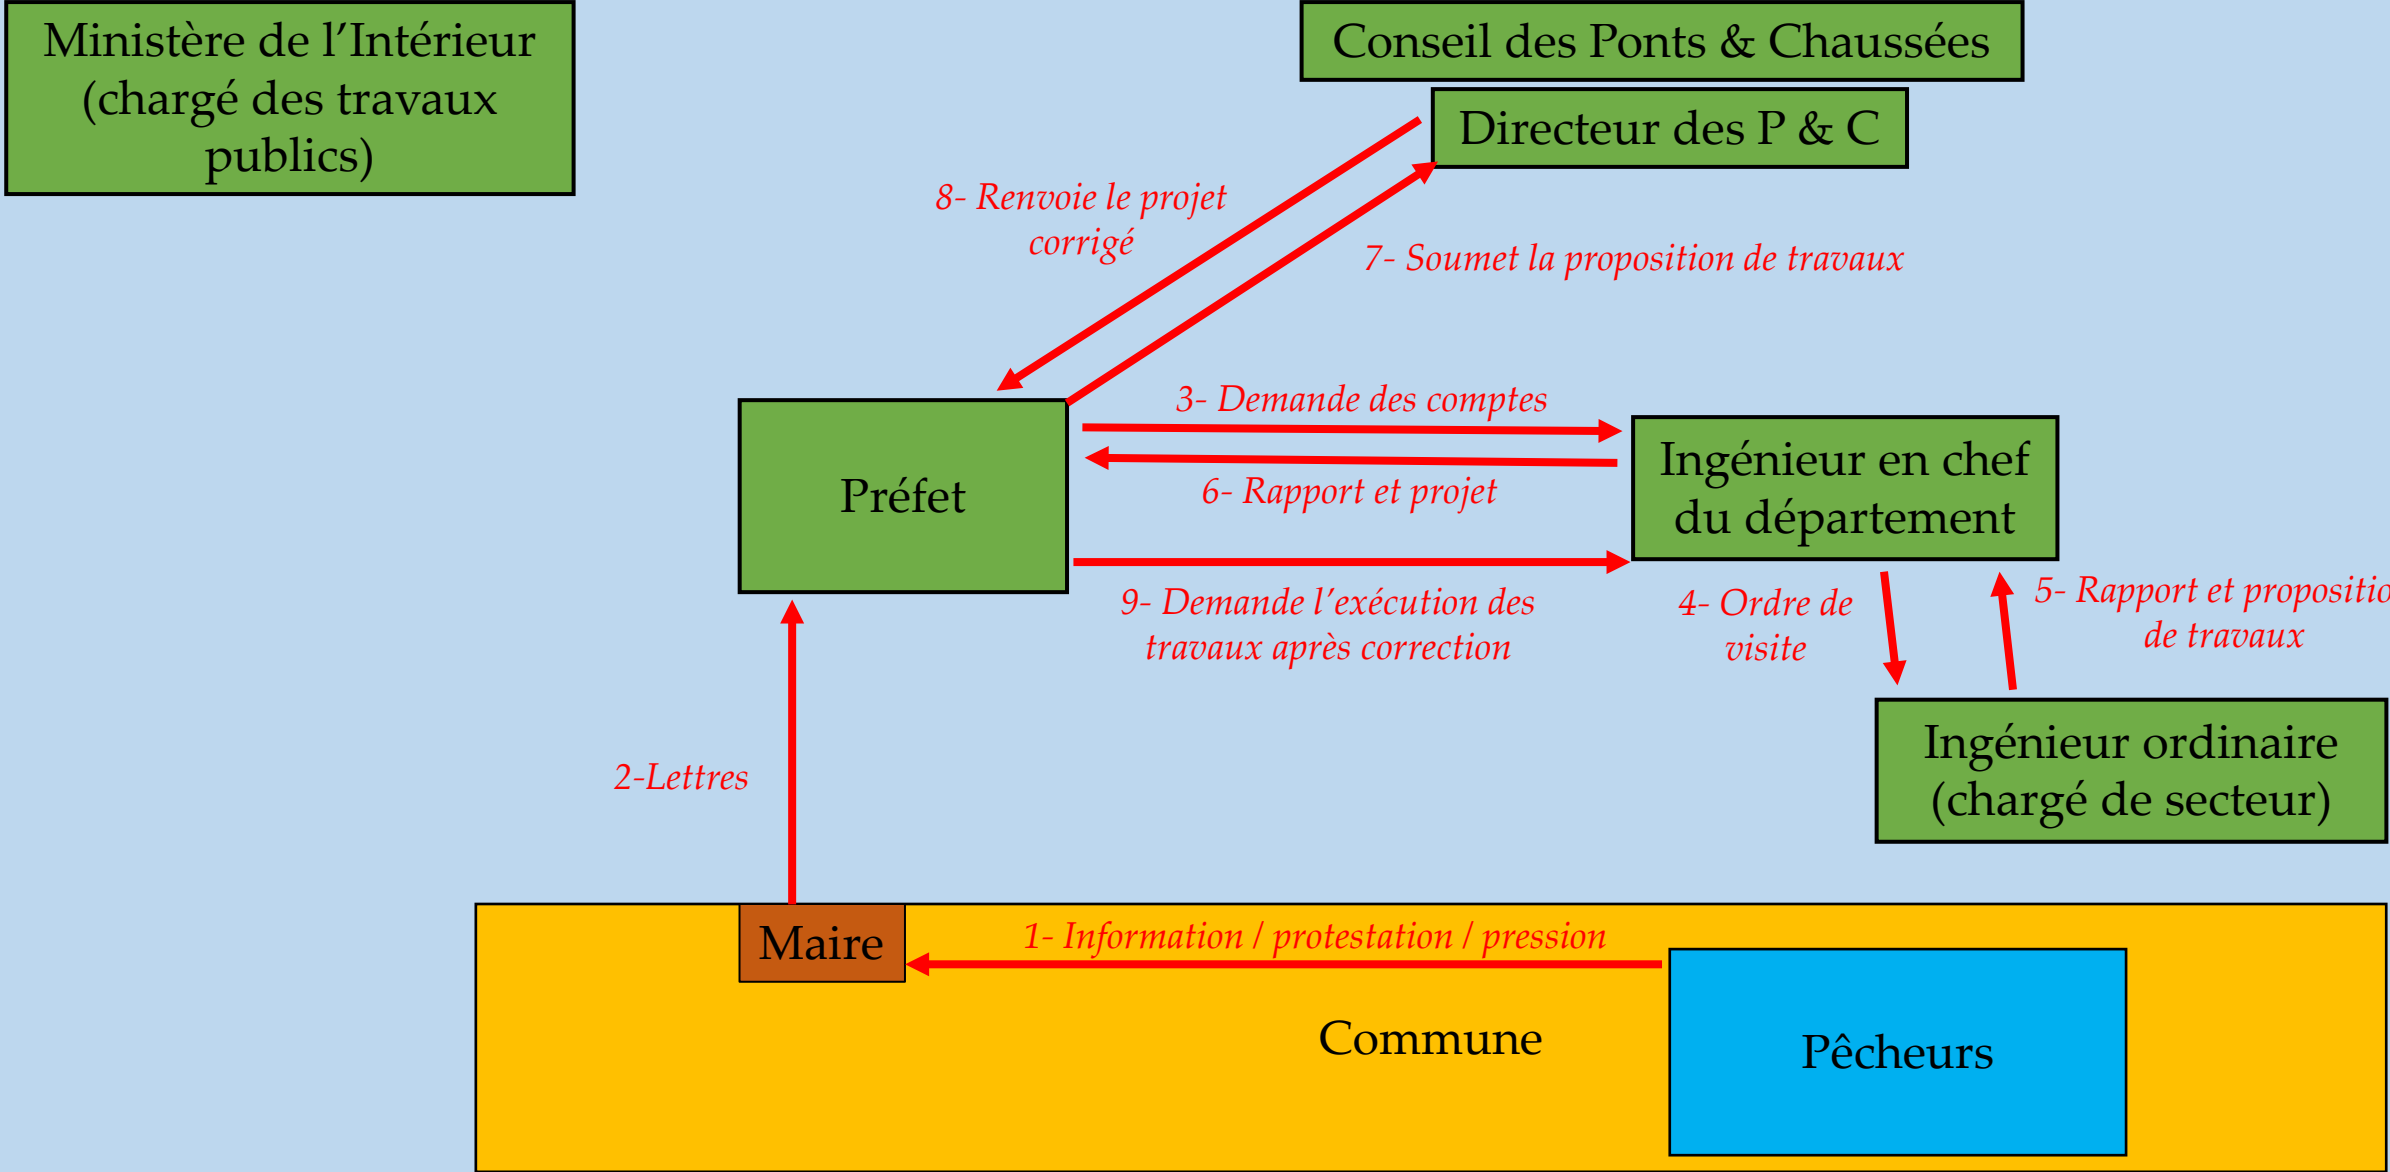 Ministère de l’Intérieur
(chargé des travaux
publics)
Conseil des Ponts & Chaussées
Directeur des P & C
8- Renvoie le projet
corrigé
7- Soumet la proposition de travaux
3- Demande des comptes
6- Rapport et projet
Préfet
Ingénieur en chef
du département
9- Demande l’exécution des
travaux après correction
4- Ordre de
visite
5- Rapport et propositio
de travaux
Ingénieur ordinaire
(chargé de secteur)
2-Lettres
Maire
1- Information / protestation / pression
Commune
Pêcheurs